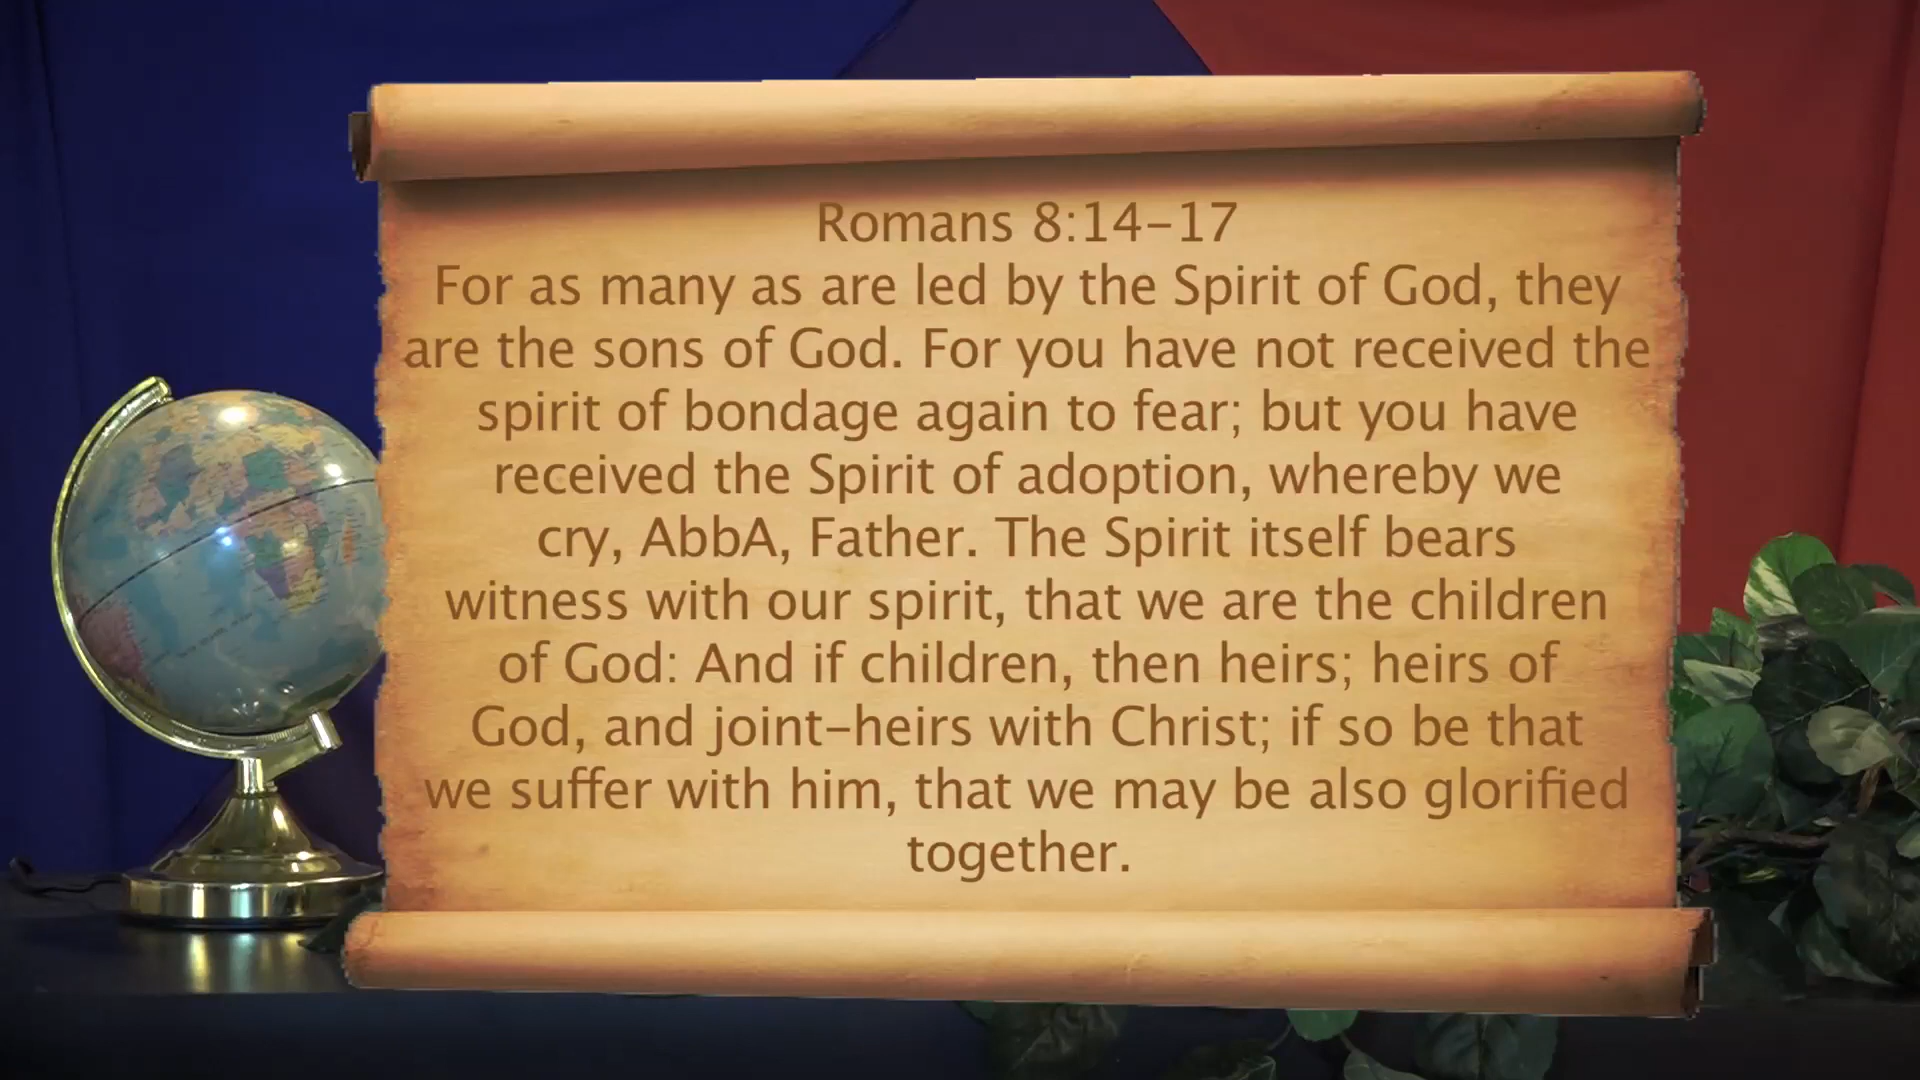 Romans 8:14-17
For as many as are led by the Spirit of God, they
are the sons of God. For you have not received the
spirit of bondage again to fear; but you have
received the Spirit of adoption, whereby we
cry, AbbA, Father. The Spirit itself bears
witness with our spirit, that we are the children
of God: And if children, then heirs; heirs of
God, and joint-heirs with Christ; if so be that
we suffer with him, that we may be also glorified
together.